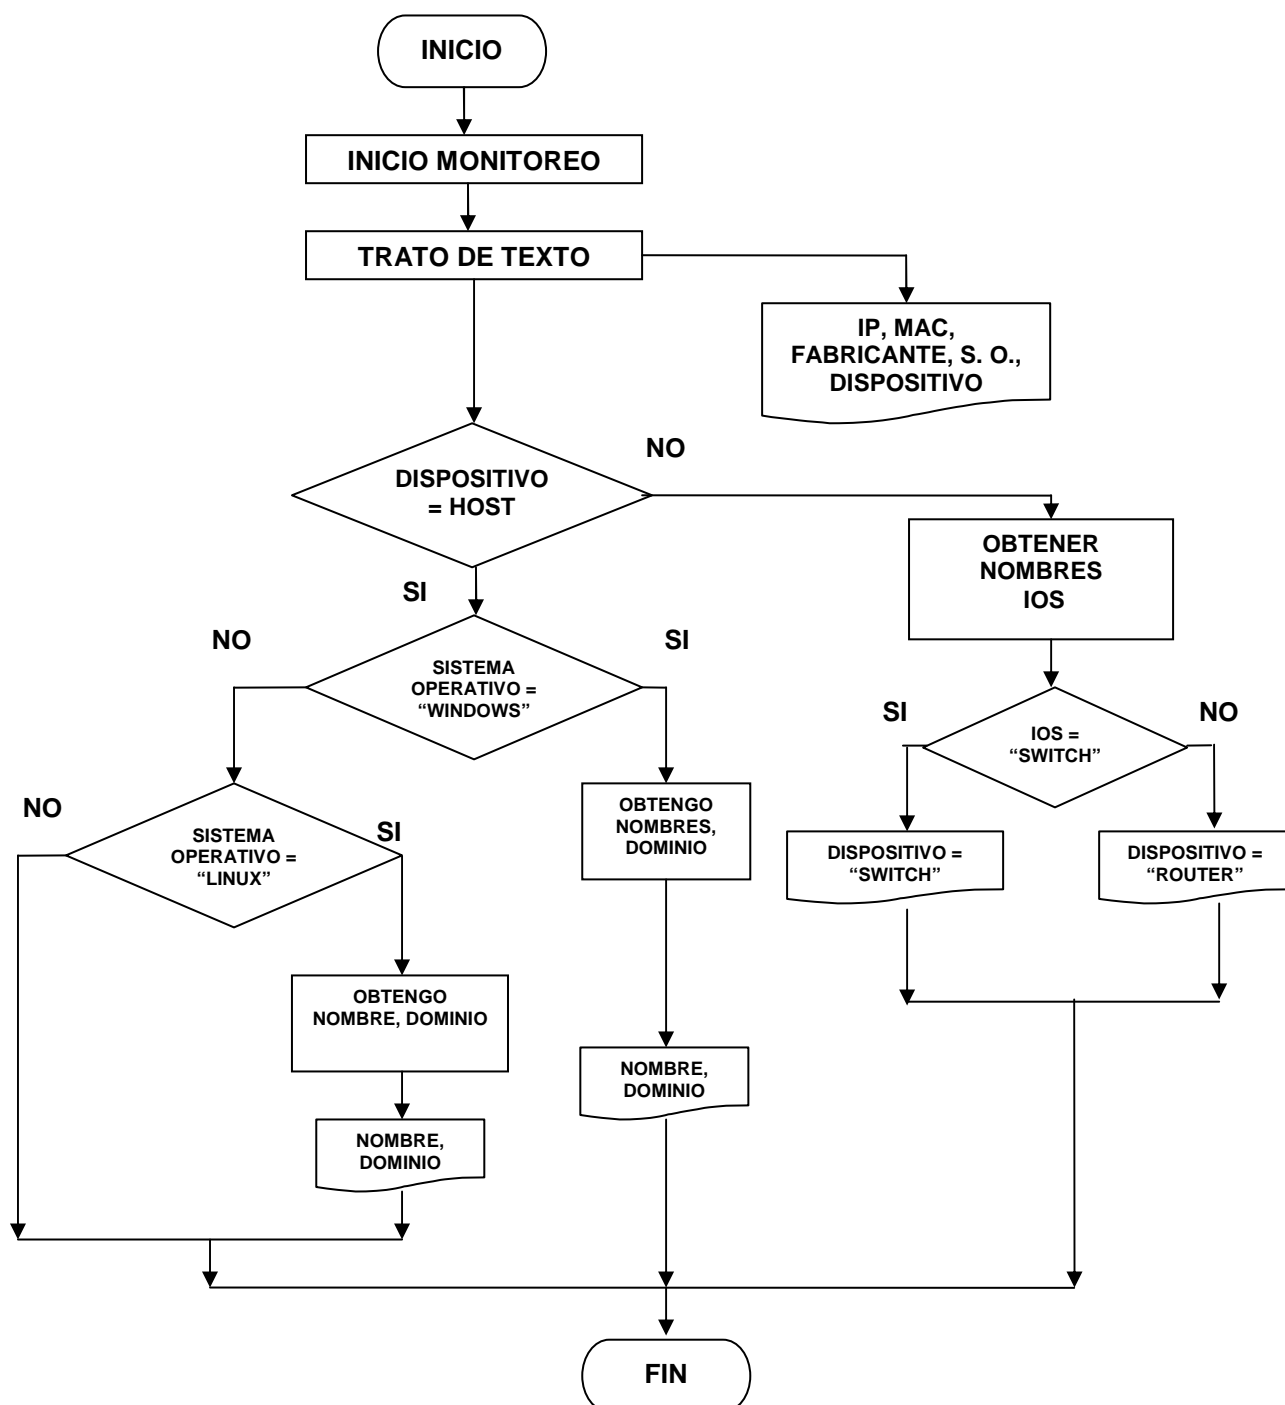 INICIO
INICIO MONITOREO
TRATO DE TEXTO
IP, MAC,
FABRICANTE, S. O.,
DISPOSITIVO
DISPOSITIVO
= HOST
NO
OBTENER
NOMBRES
IOS
SI
NO
SISTEMA
OPERATIVO =
“WINDOWS”
SI
SI
IOS =
“SWITCH”
NO
NO
SISTEMA
OPERATIVO =
“LINUX”
SI
OBTENGO
NOMBRES,
DOMINIO
DISPOSITIVO =
“SWITCH”
DISPOSITIVO =
“ROUTER”
OBTENGO
NOMBRE, DOMINIO
NOMBRE,
DOMINIO
NOMBRE,
DOMINIO
FIN